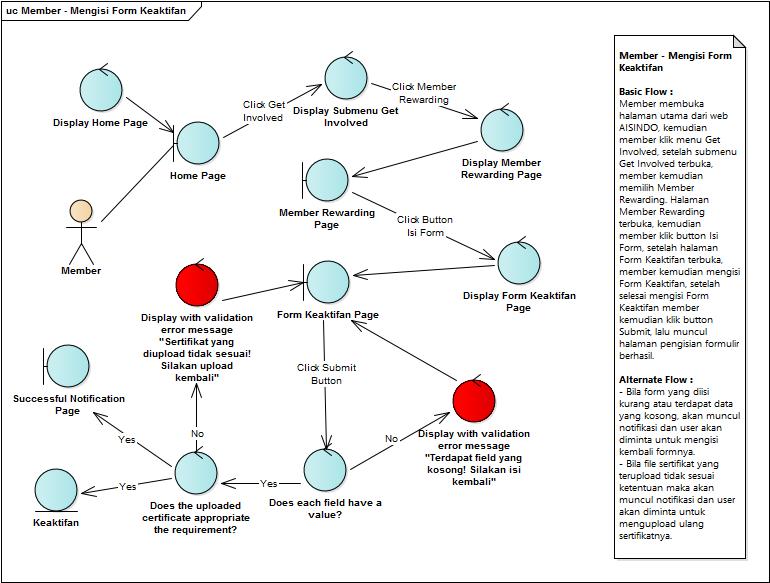 uc Member - Mengisi Form Keaktifan
Display Home Page
Home Page
Member
Click Get
Involved
Display Submenu Get
Involved
Click Member
Rewarding
Display Member
Rewarding Page
Member Rewarding
Page
Click Button
Isi Form
Display Form Keaktifan
Page
Form Keaktifan Page
Display with validation
error message
"Sertifikat yang
diupload tidak sesuai!
Silakan upload
kembali"
Click Submit
Button
Successful Notification
Page
Display with validation
error message
"Terdapat field yang
kosong! Silakan isi
kembali"
No
Yes
No
Yes
Yes
Keaktifan
Does the uploaded
certificate appropriate
the requirement?
Does each field have a
value?
Member - Mengisi Form
Keaktifan
Basic Flow :
Member membuka
halaman utama dari web
AISINDO, kemudian
member klik menu Get
Involved, setelah submenu
Get Involved terbuka,
member kemudian
memilih Member
Rewarding. Halaman
Member Rewarding
terbuka, kemudian
member klik button Isi
Form, setelah halaman
Form Keaktifan terbuka,
member kemudian mengisi
Form Keaktifan, setelah
selesai mengisi Form
Keaktifan member
kemudian klik button
Submit, lalu muncul
halaman pengisian formulir
berhasil.
Alternate Flow :
- Bila form yang diisi
kurang atau terdapat data
yang kosong, akan muncul
notifikasi dan user akan
diminta untuk mengisi
kembali formnya.
- Bila file sertifikat yang
terupload tidak sesuai
ketentuan maka akan
muncul notifikasi dan user
akan diminta untuk
mengupload ulang
sertifikatnya.